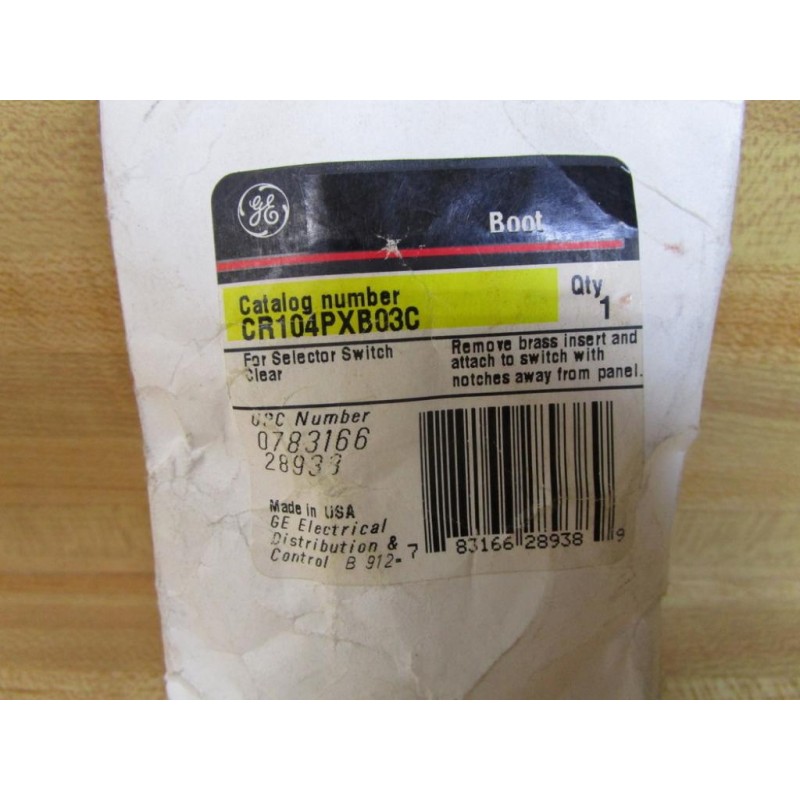 GE
Boot
Catalog number
CR104PXB03C
Qty
1
For Selector Switch
Clear
Remove brass insert and
attach to switch with
notches away from panel.
UPC Number
0783166
28938
Made in USA
GE Electrical
Distribution &
Control B 912-
7 83166 28938 9